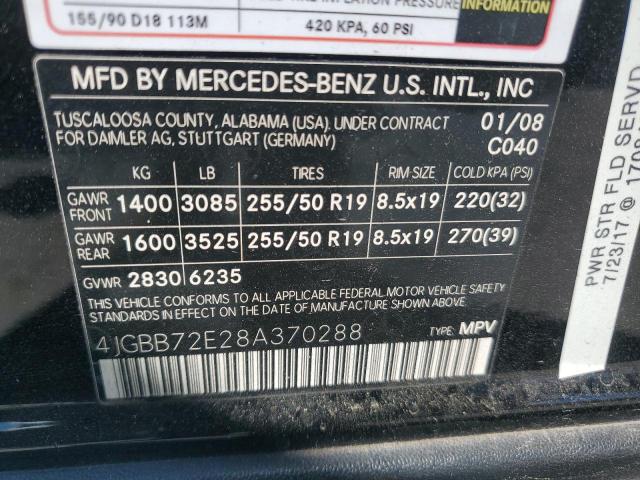 INFORMATION
155/90 D18 113M 420 KPA, 60 PSI
MFD BY MERCEDES-BENZ U.S. INTL., INC
TUSCALOOSA COUNTY, ALABAMA (USA). UNDER CONTRACT 01/08
FOR DAIMLER AG, STUTTGART (GERMANY) C040
KG LB TIRES RIM-SIZE COLD KPA (PSI)
GAWR FRONT 1400 3085 255/50 R19 8.5x19 220(32)
GAWR REAR 1600 3525 255/50 R19 8.5x19 270(39)
GVWR 2830 6235
THIS VEHICLE CONFORMS TO ALL APPLICABLE FEDERAL MOTOR VEHICLE SAFETY
STANDARDS IN EFFECT ON THE DATE OF MANUFACTURE SHOWN ABOVE.
4JGBB72E28A370288 TYPE: MPV
PWR STR FLD SERVD
7/23/17 @